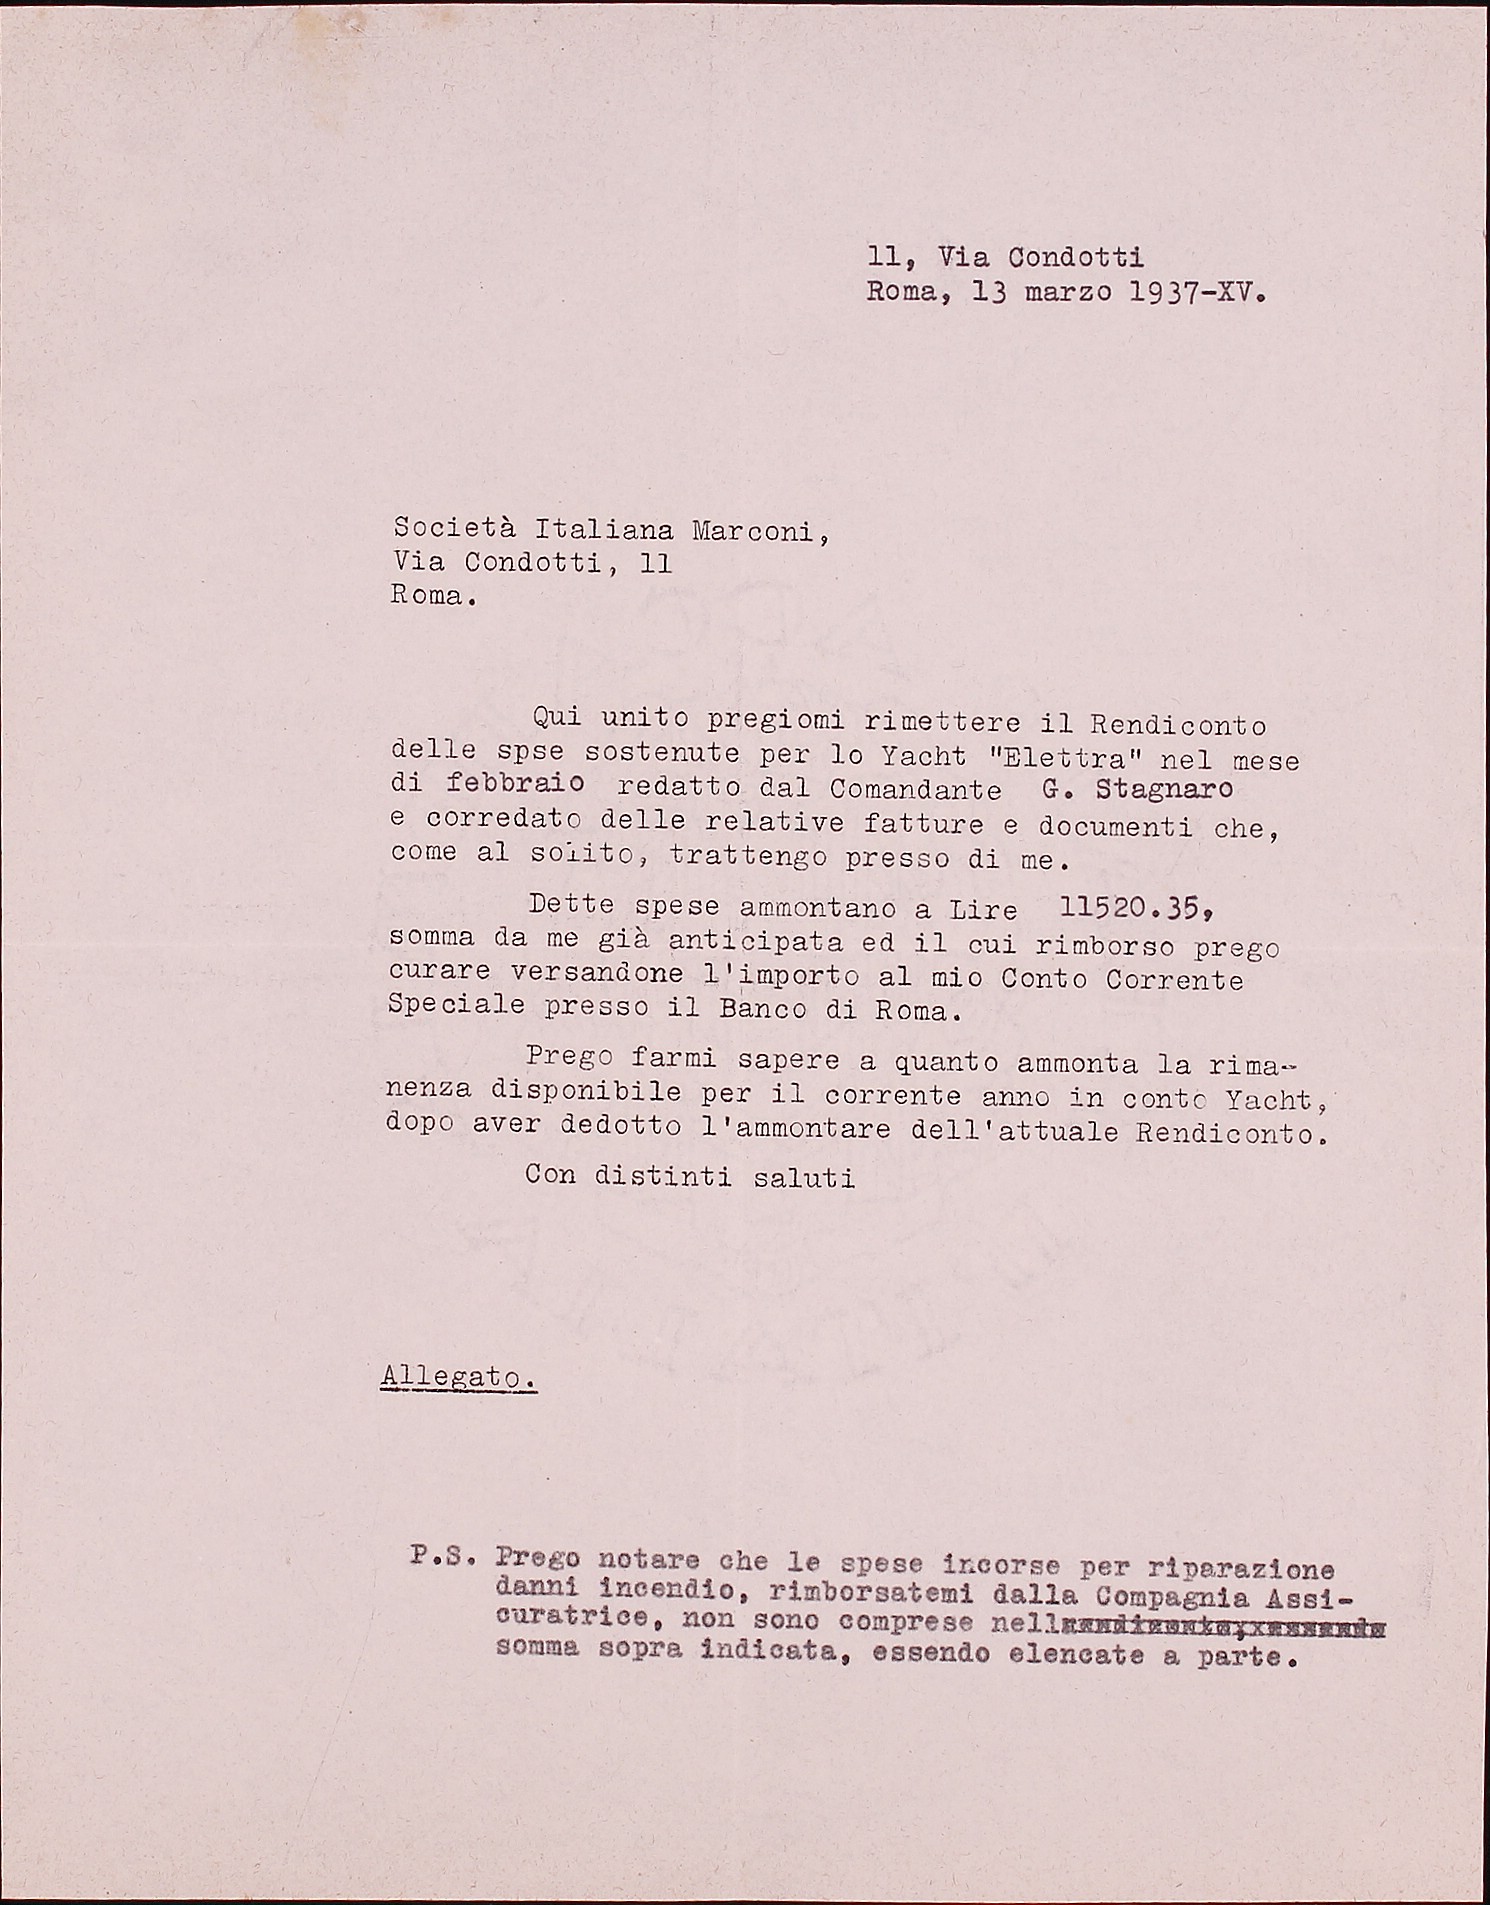 11, Via Condotti
Roma, 13 marzo 1937-XV.
Società Italiana Marconi,
Via Condotti, 11
Roma.
Qui unito pregiomi rimettere il Rendiconto
delle spse sostenute per lo Yacht "Elettra" nel mese
di febbraio redatto dal Comandante G. Stagnaro
e corredato delle relative fatture e documenti che,
come al solito, trattengo presso di me.
Dette spese ammontano a Lire 11520.35,
somma da me già anticipata ed il cui rimborso prego
curare versandone l'importo al mio Conto Corrente
Speciale presso il Banco di Roma.
Prego farmi sapere a quanto ammonta la rima-
nenza disponibile per il corrente anno in conto Yacht,
dopo aver dedotto l'ammontare dell'attuale Rendiconto.
Con distinti saluti
Allegato.
P.S. Prego notare che le spese incorse per riparazione
danni incendio, rimborsatemi dalla Compagnia Assi-
curatrice, non sono comprese nell
somma sopra indicata, essendo elencate a parte.